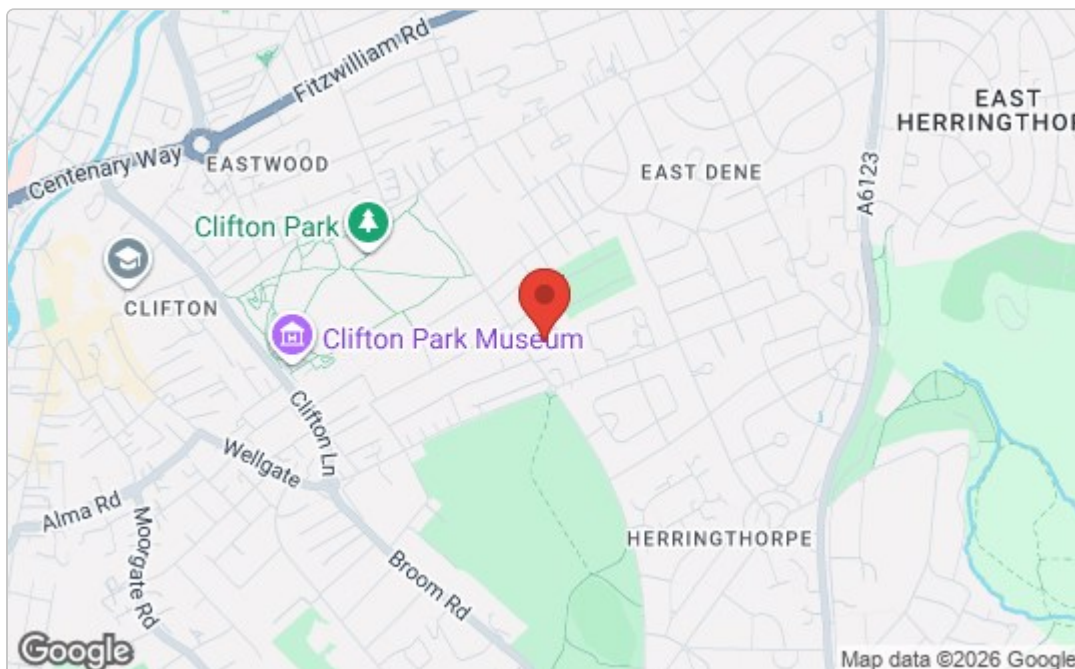 Fitzwilliam Rd
EAST
HERRINGTHO
Centenary Way
EASTWOOD
EAST DENE
A6123
Clifton Park
CLIFTON
Clifton Park Museum
Clifton Ln
Wellgate
Alma Rd
Moorgate Rd
Broom Rd
HERRINGTHORPE
Google
Map data ©2026 Google